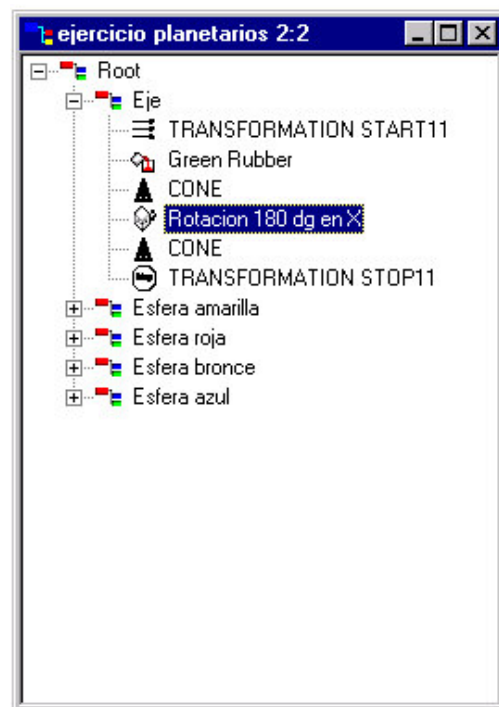 ejercicio planetarios 2:2
Root
Eje
TRANSFORMATION START11
Green Rubber
CONE
Rotacion 180 dg en X
CONE
TRANSFORMATION STOP11
Esfera amarilla
Esfera roja
Esfera bronce
Esfera azul